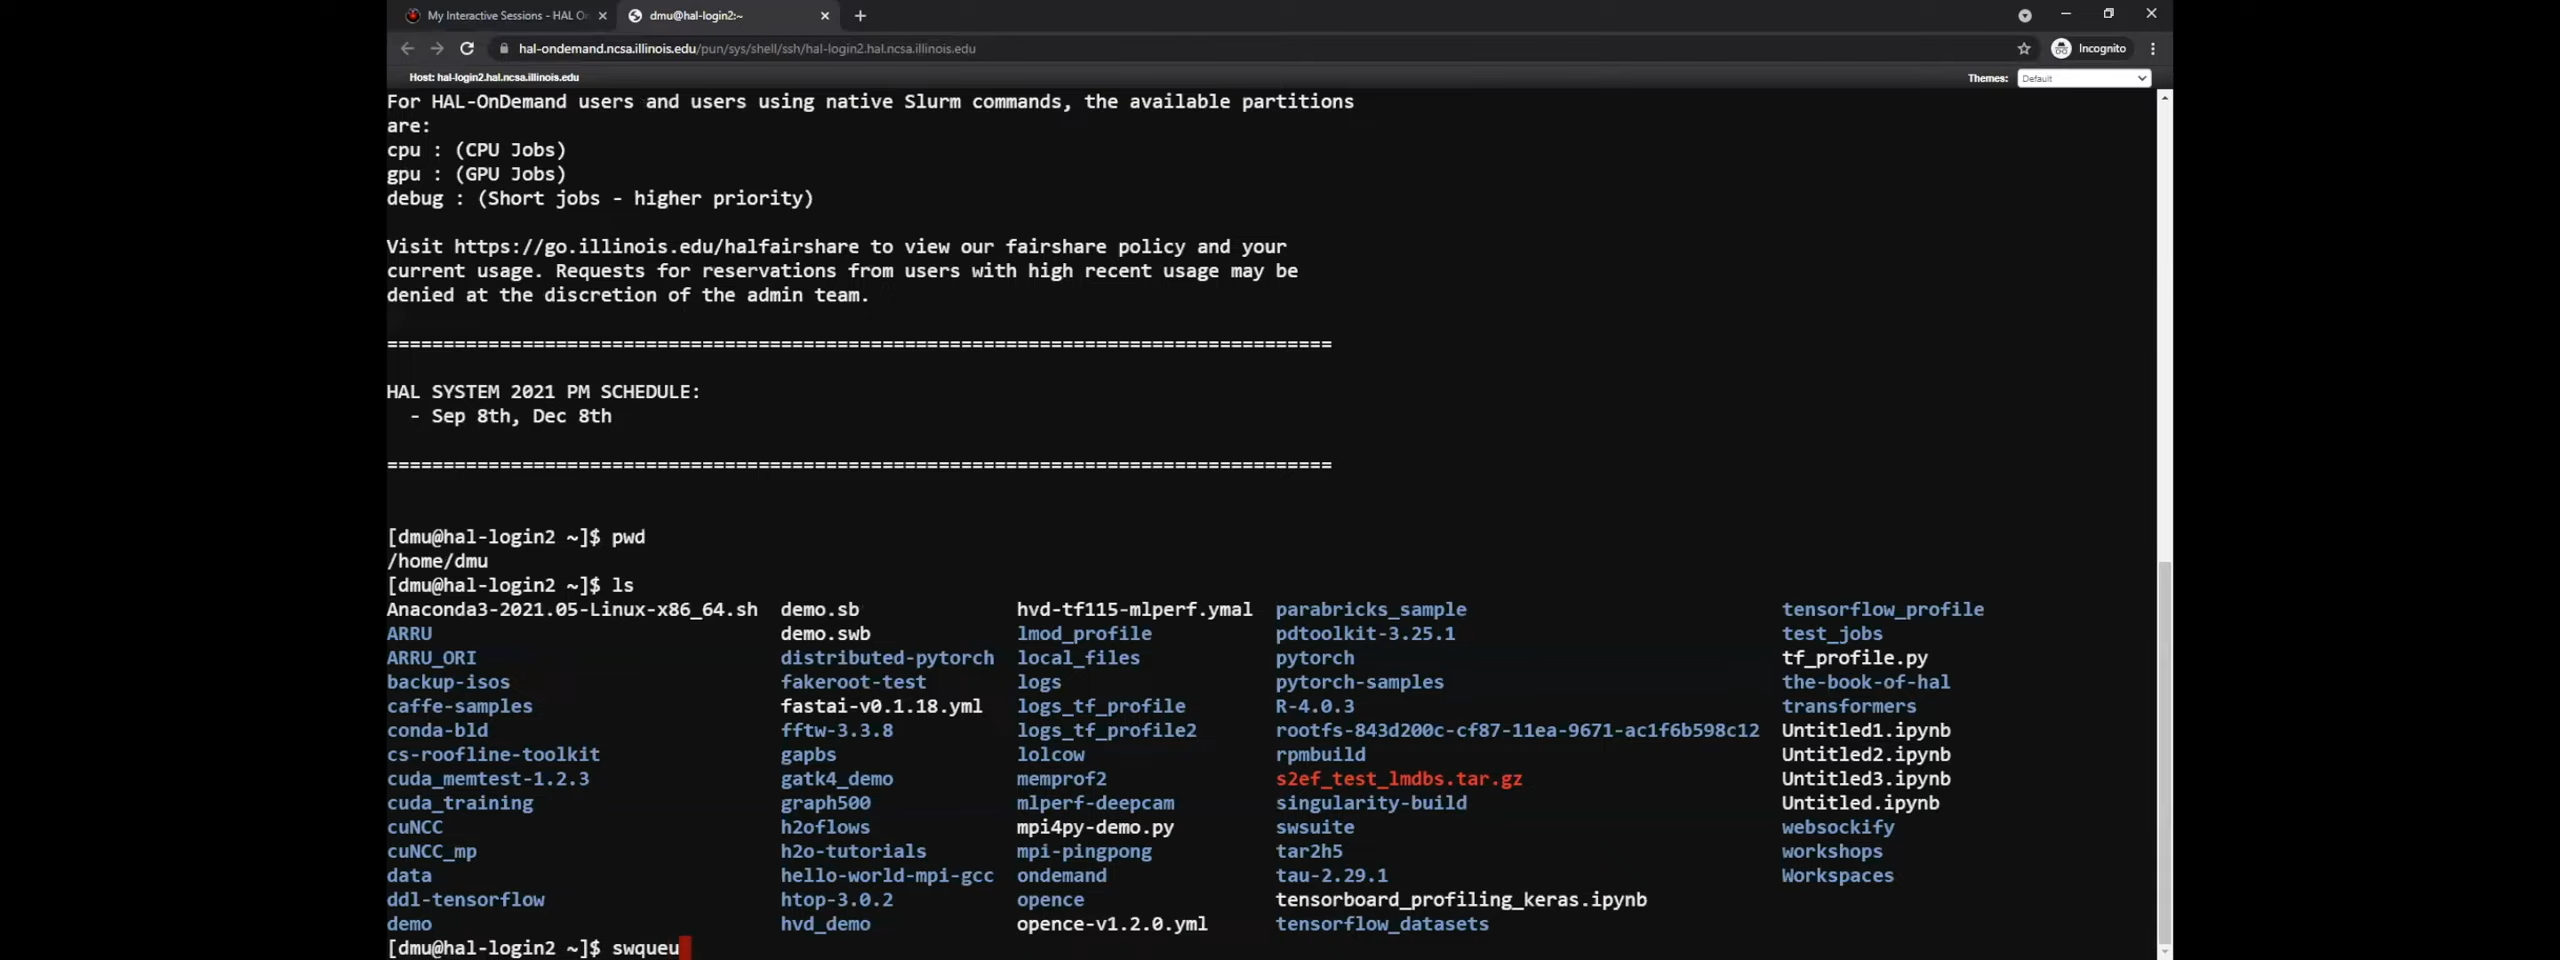 My Interactive Sessions - HAL O
dmu@hal-login2:~
hal-ondemand.ncsa.illinois.edu/pun/sys/shell/ssh/hal-login2.hal.ncsa.illinois.edu
Incognito
Host: hal-login2.hal.ncsa.illinois.edu
Themes: Default
For HAL-OnDemand users and users using native Slurm commands, the available partitions
are:
cpu : (CPU Jobs)
gpu : (GPU Jobs)
debug : (Short jobs - higher priority)
Visit https://go.illinois.edu/halfairshare to view our fairshare policy and your
current usage. Requests for reservations from users with high recent usage may be
denied at the discretion of the admin team.
====================================================================================
HAL SYSTEM 2021 PM SCHEDULE:
- Sep 8th, Dec 8th
====================================================================================
[dmu@hal-login2 ~]$ pwd
/home/dmu
[dmu@hal-login2 ~]$ ls
Anaconda3-2021.05-Linux-x86_64.sh demo.sb hvd-tf115-mlperf.ymal parabricks_sample tensorflow_profile
ARRU demo.swb lmod_profile pdtoolkit-3.25.1 test_jobs
ARRU_ORI distributed-pytorch local_files pytorch tf_profile.py
backup-isos fakeroot-test logs pytorch-samples the-book-of-hal
caffe-samples fastai-v0.1.18.yml logs_tf_profile R-4.0.3 transformers
conda-bld fftw-3.3.8 logs_tf_profile2 rootfs-843d200c-cf87-11ea-9671-ac1f6b598c12 Untitled1.ipynb
cs-roofline-toolkit gapbs lolcow rpmbuild Untitled2.ipynb
cuda_memtest-1.2.3 gatk4_demo memprof2 s2ef_test_lmdbs.tar.gz Untitled3.ipynb
cuda_training graph500 mlperf-deepcam singularity-build Untitled.ipynb
cuNCC h2oflows mpi4py-demo.py swsuite websockify
cuNCC_mp h2o-tutorials mpi-pingpong tar2h5 workshops
data hello-world-mpi-gcc ondemand tau-2.29.1 Workspaces
ddl-tensorflow htop-3.0.2 opence tensorboard_profiling_keras.ipynb
demo hvd_demo opence-v1.2.0.yml tensorflow_datasets
[dmu@hal-login2 ~]$ swqueu